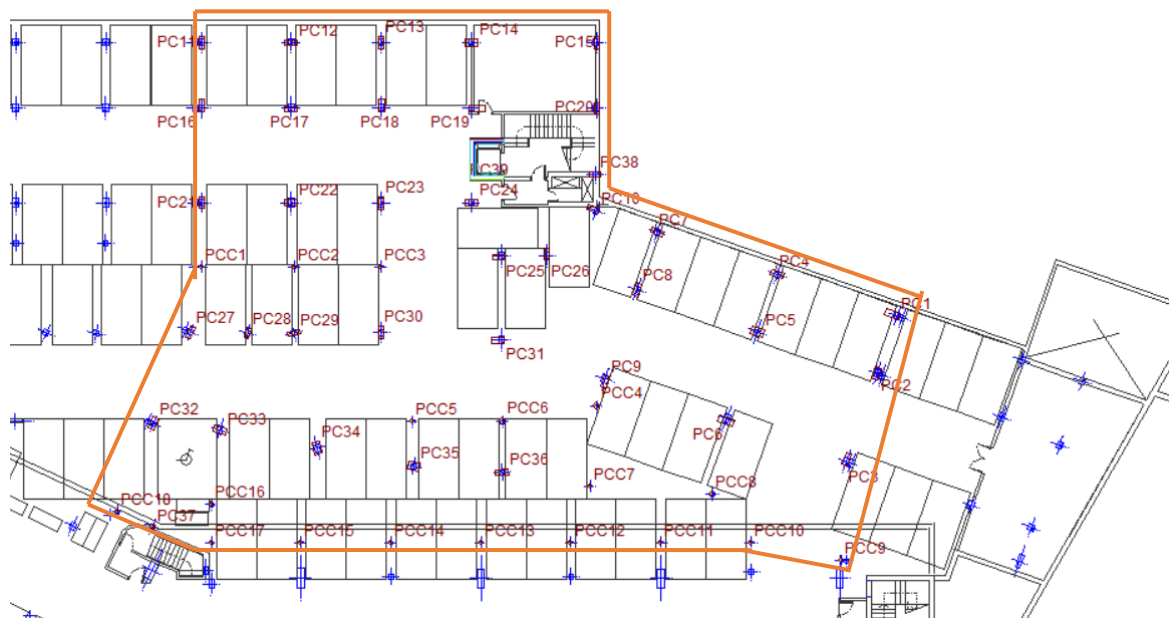 PC11 PC12 PC13 PC14 PC15
PC16 PC17 PC18 PC19 PC20
PC39 PC38
PC21 PC22 PC23 PC24 PC10 PC7
PCC1 PCC2 PCC3 PC25 PC26 PC8 PC4
PC27 PC28 PC29 PC30 PC31 PC5 PC1
PC9 PC2
PC32 PC33 PCC5 PCC6 PCC4
PC34 PC35 PC36 PC6 PC3
PCC18 PCC16 PCC7 PCC8
PC37 PCC17 PCC15 PCC14 PCC13 PCC12 PCC11 PCC10
PCC9